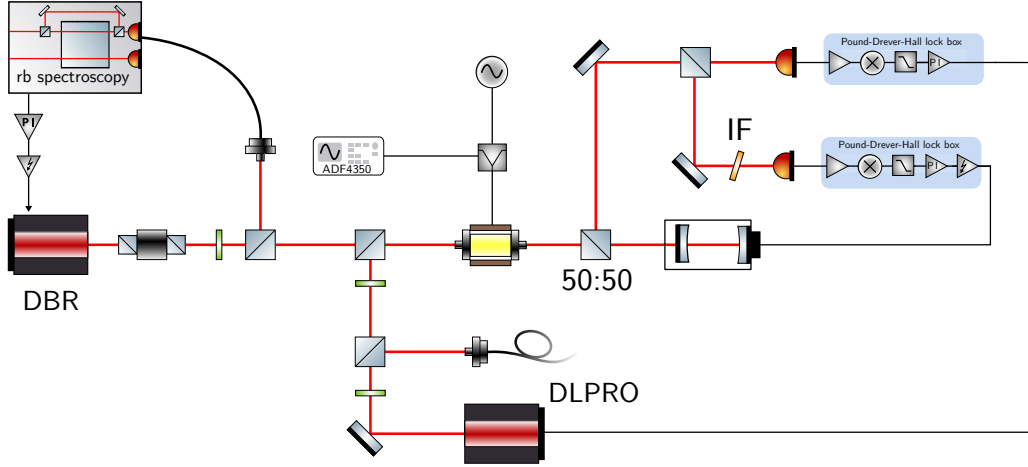 rb spectroscopy
PI
DBR
ADF4350
50:50
DLPRO
IF
Pound-Drever-Hall lock box
PI
Pound-Drever-Hall lock box
PI